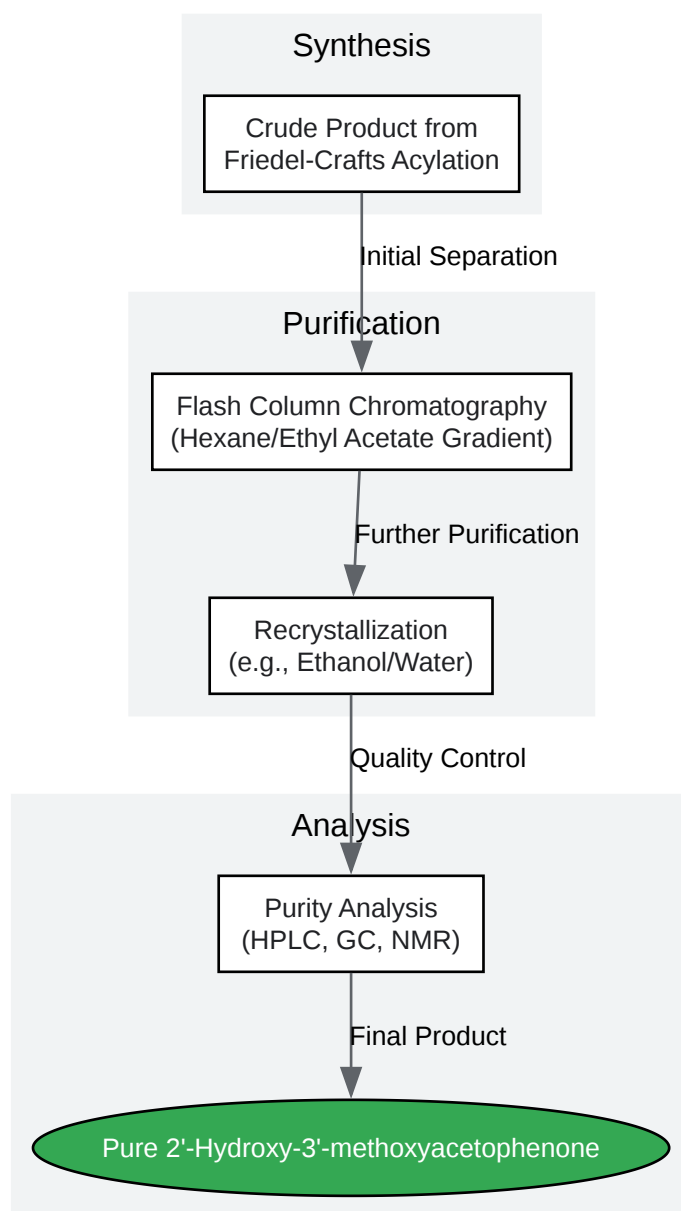 Synthesis
Crude Product from
Friedel-Crafts Acylation
Initial Separation
Purification
Flash Column Chromatography
(Hexane/Ethyl Acetate Gradient)
Further Purification
Recrystallization
(e.g., Ethanol/Water)
Quality Control
Analysis
Purity Analysis
(HPLC, GC, NMR)
Final Product
Pure 2'-Hydroxy-3'-methoxyacetophenone